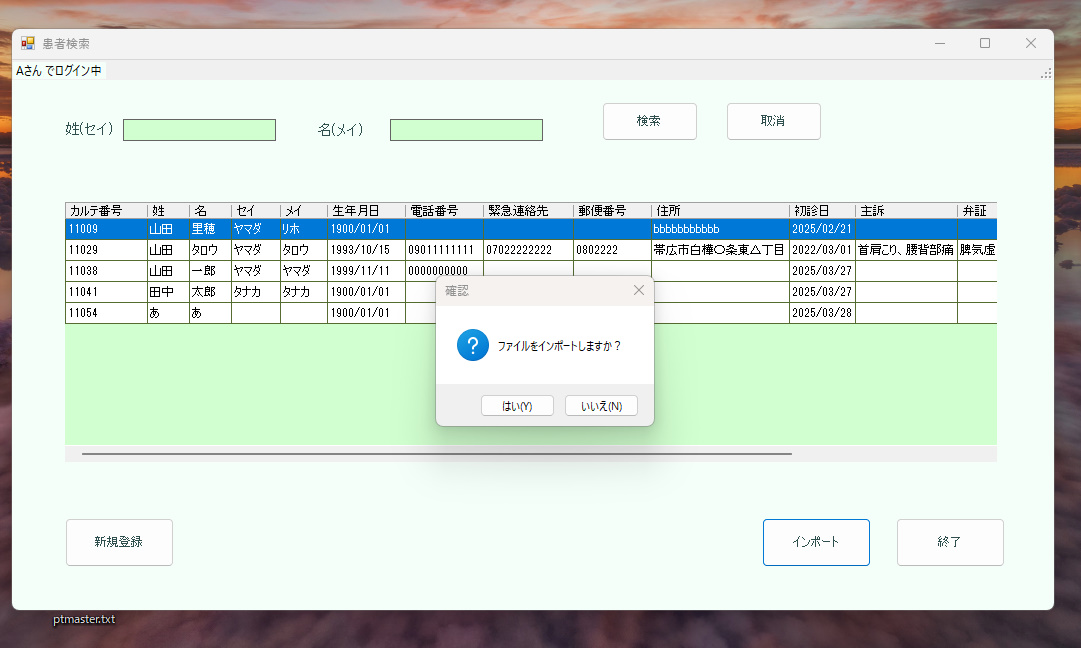 患者検索
Aさん でログイン中
姓(セイ) 名(メイ) 検索 取消
カルテ番号 姓 名 セイ メイ 生年月日 電話番号 緊急連絡先 郵便番号 住所 初診日 主訴 弁証
11009 山田 里穂 ヤマダ リホ 1900/01/01 bbbbbbbbbbb 2025/02/21
11029 山田 タロウ ヤマダ タロウ 1993/10/15 09011111111 07022222222 0802222 帯広市白樺〇条東△丁目 2022/03/01 首肩こり、腰背部痛 脾気虚
11038 山田 一郎 ヤマダ ヤマダ 1999/11/11 0000000000 2025/03/27
11041 田中 太郎 タナカ タナカ 1900/01/01 2025/03/27
11054 あ あ 1900/01/01 2025/03/28
確認
?
ファイルをインポートしますか？
はい(Y) いいえ(N)
新規登録 インポート 終了
ptmaster.txt